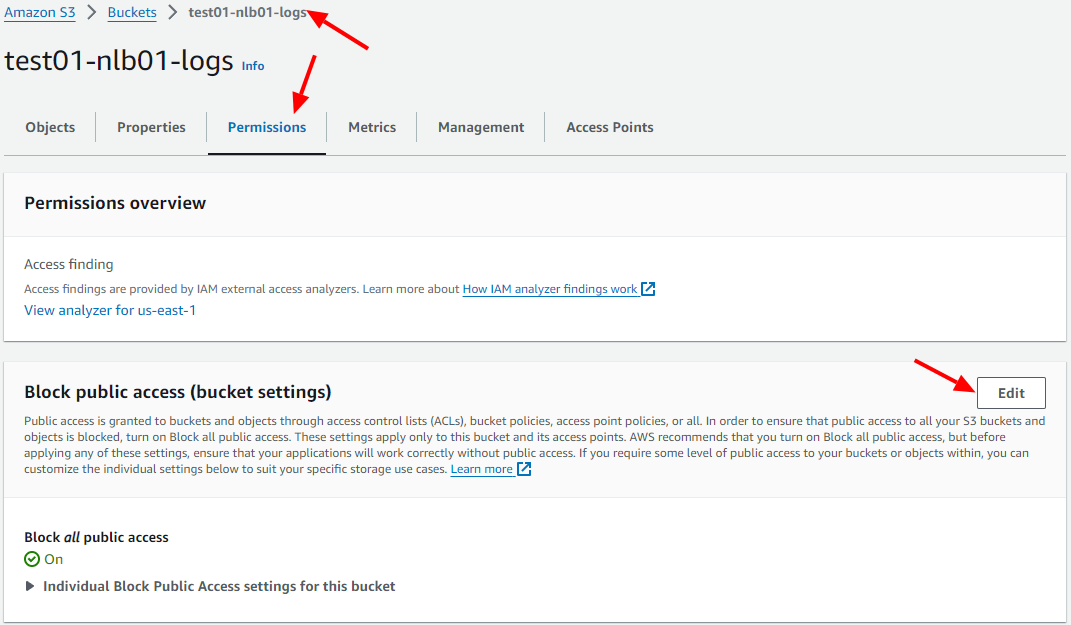 Amazon S3 > Buckets > test01-nlb01-logs
test01-nlb01-logs Info
Objects Properties Permissions Metrics Management Access Points
Permissions overview
Access finding
Access findings are provided by IAM external access analyzers. Learn more about How IAM analyzer findings work
View analyzer for us-east-1
Block public access (bucket settings) Edit
Public access is granted to buckets and objects through access control lists (ACLs), bucket policies, access point policies, or all. In order to ensure that public access to all your S3 buckets and
objects is blocked, turn on Block all public access. These settings apply only to this bucket and its access points. AWS recommends that you turn on Block all public access, but before
applying any of these settings, ensure that your applications will work correctly without public access. If you require some level of public access to your buckets or objects within, you can
customize the individual settings below to suit your specific storage use cases. Learn more
Block all public access
On
Individual Block Public Access settings for this bucket